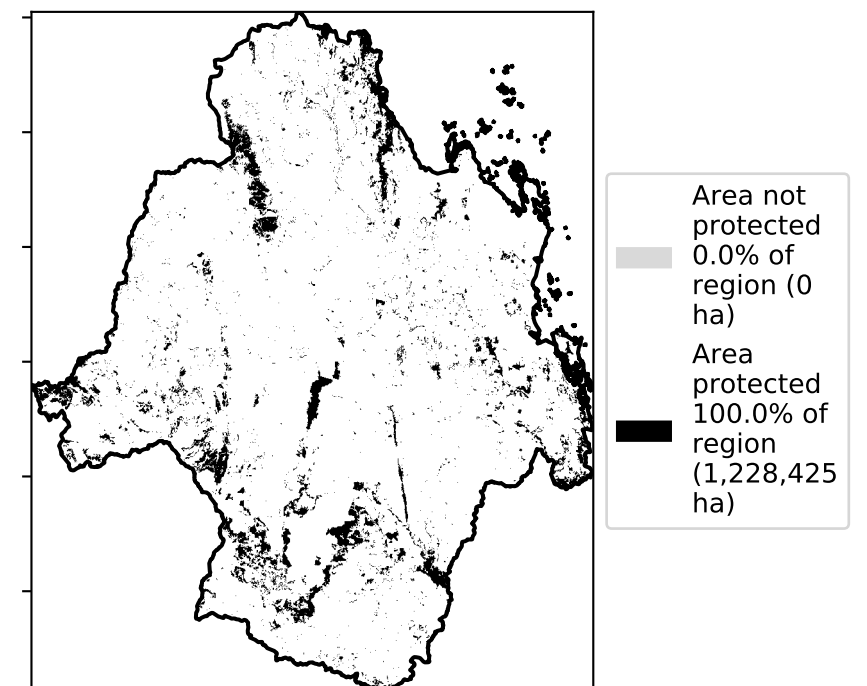 Area not
protected
0.0% of
region (0
ha)
Area
protected
100.0% of
region
(1,228,425
ha)